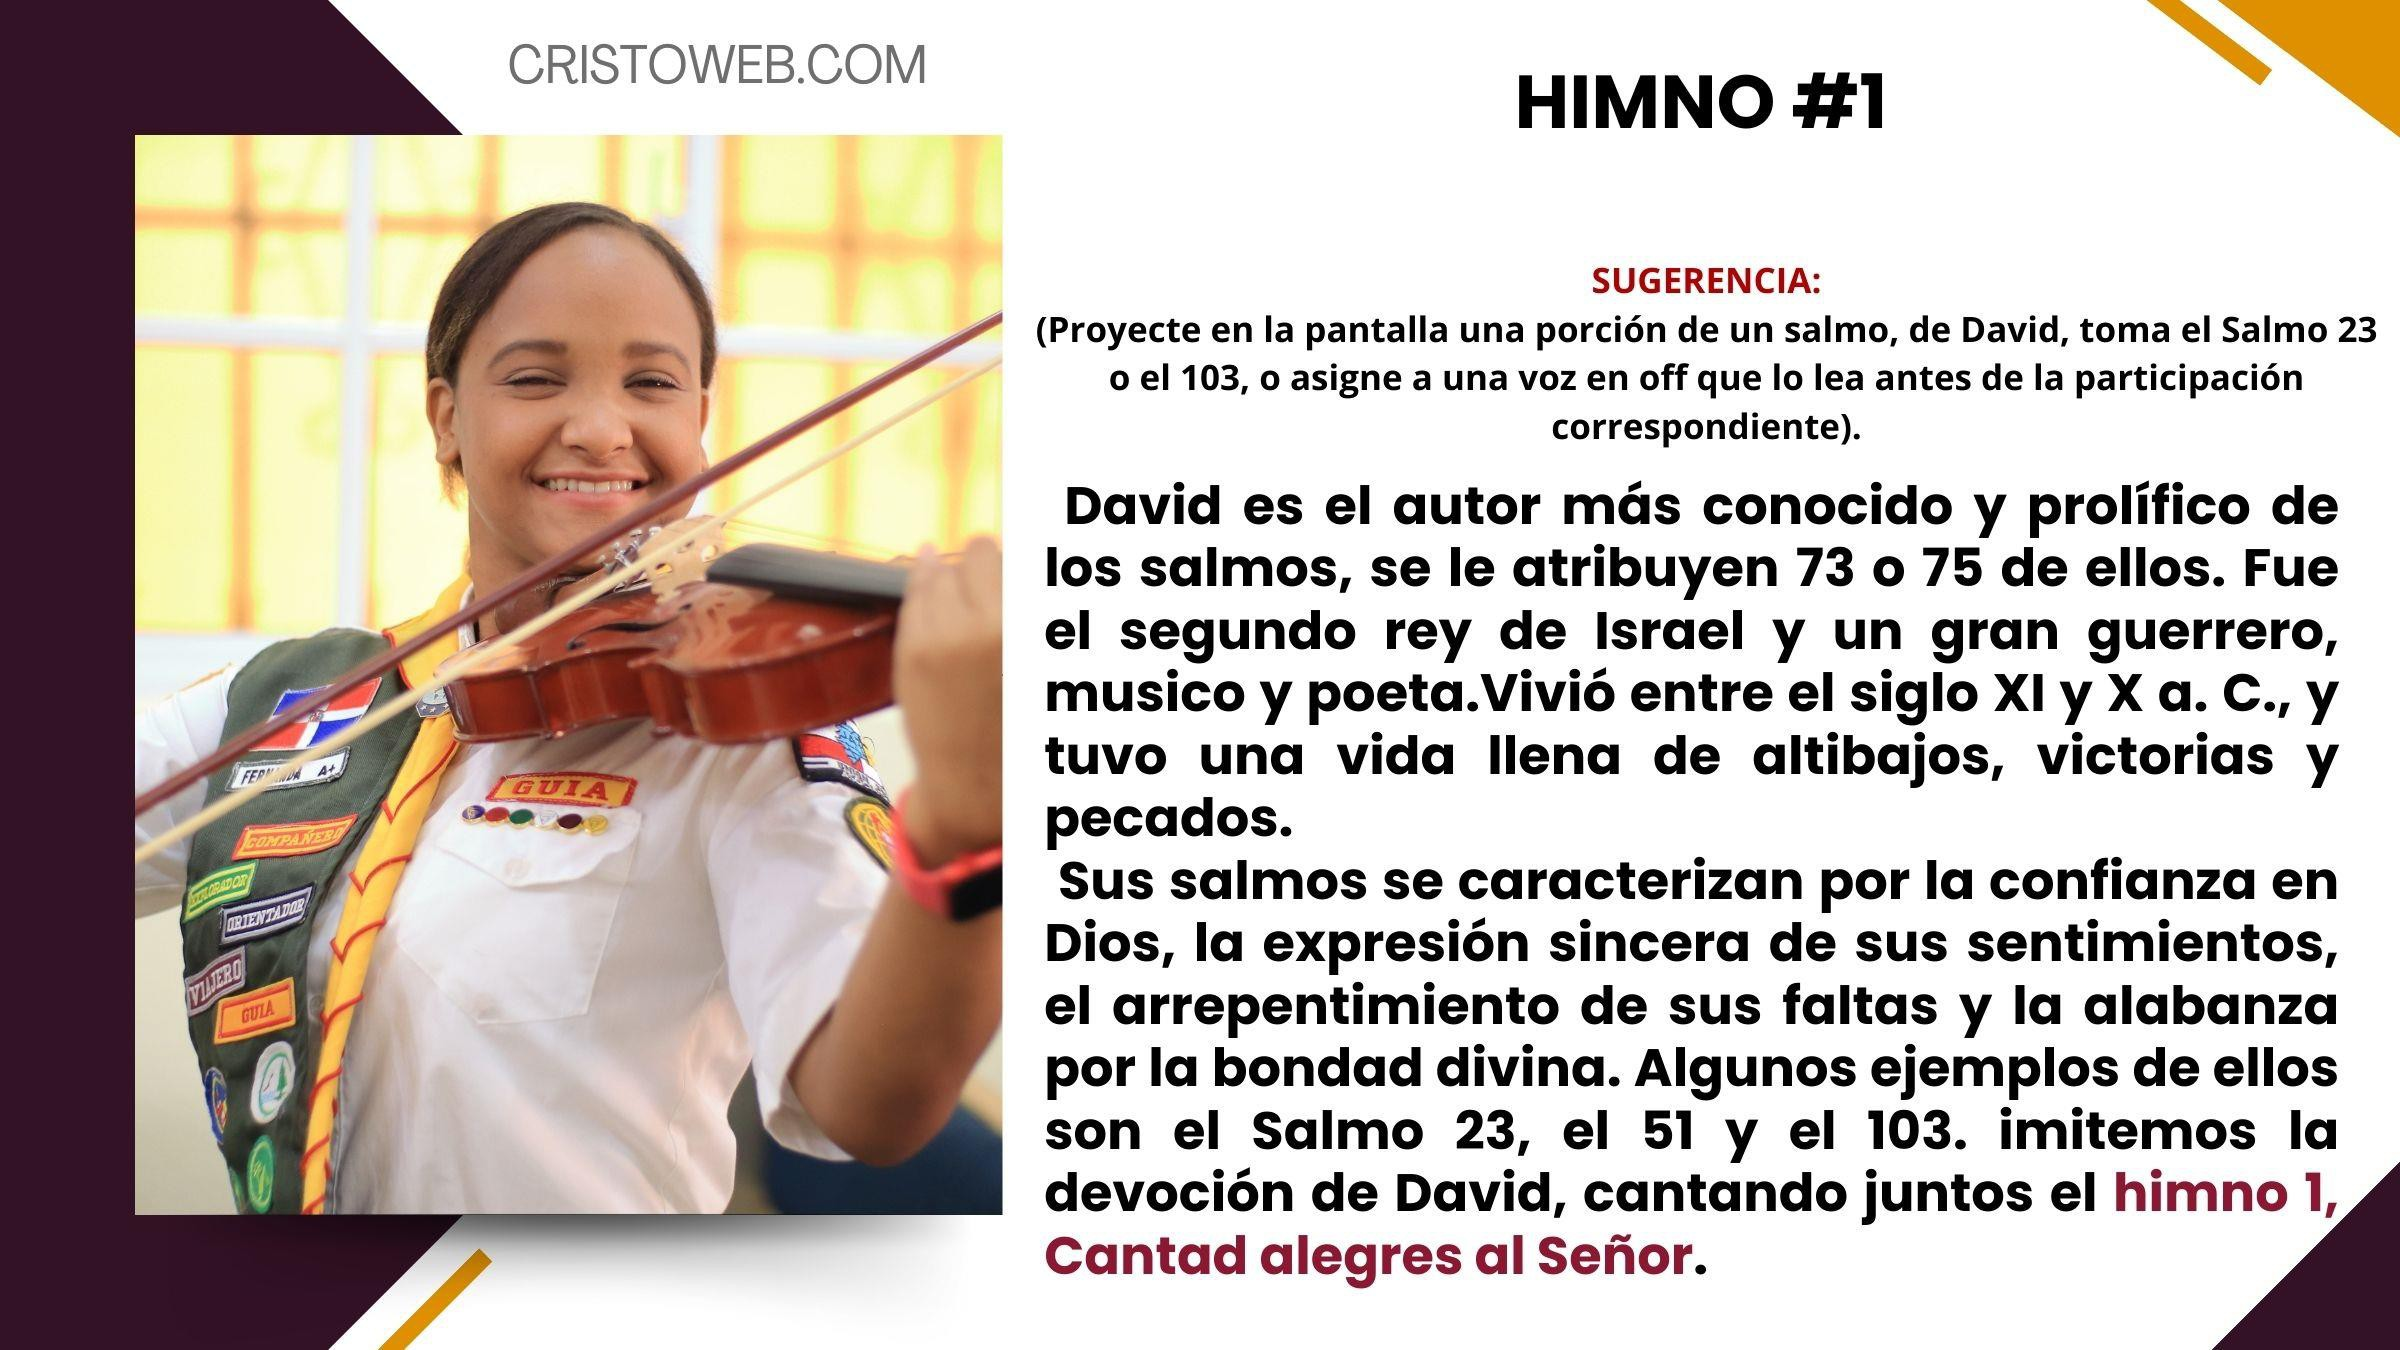 CRISTOWEB.COM
HIMNO #1
SUGERENCIA:
(Proyecte en la pantalla una porción de un salmo, de David, toma el Salmo 23
o el 103, o asigne a una voz en off que lo lea antes de la participación
correspondiente).
David es el autor más conocido y prolífico de
los salmos, se le atribuyen 73 o 75 de ellos. Fue
el segundo rey de Israel y un gran guerrero,
musico y poeta.Vivió entre el siglo XI y X a. C., y
tuvo una vida llena de altibajos, victorias y
pecados.
Sus salmos se caracterizan por la confianza en
Dios, la expresión sincera de sus sentimientos,
el arrepentimiento de sus faltas y la alabanza
por la bondad divina. Algunos ejemplos de ellos
son el Salmo 23, el 51 y el 103. imitemos la
devoción de David, cantando juntos el himno 1,
Cantad alegres al Señor.
A+
COMPAÑERO
EXPLORADOR
ORIENTADOR
VIAJERO
GUIA
GUIA